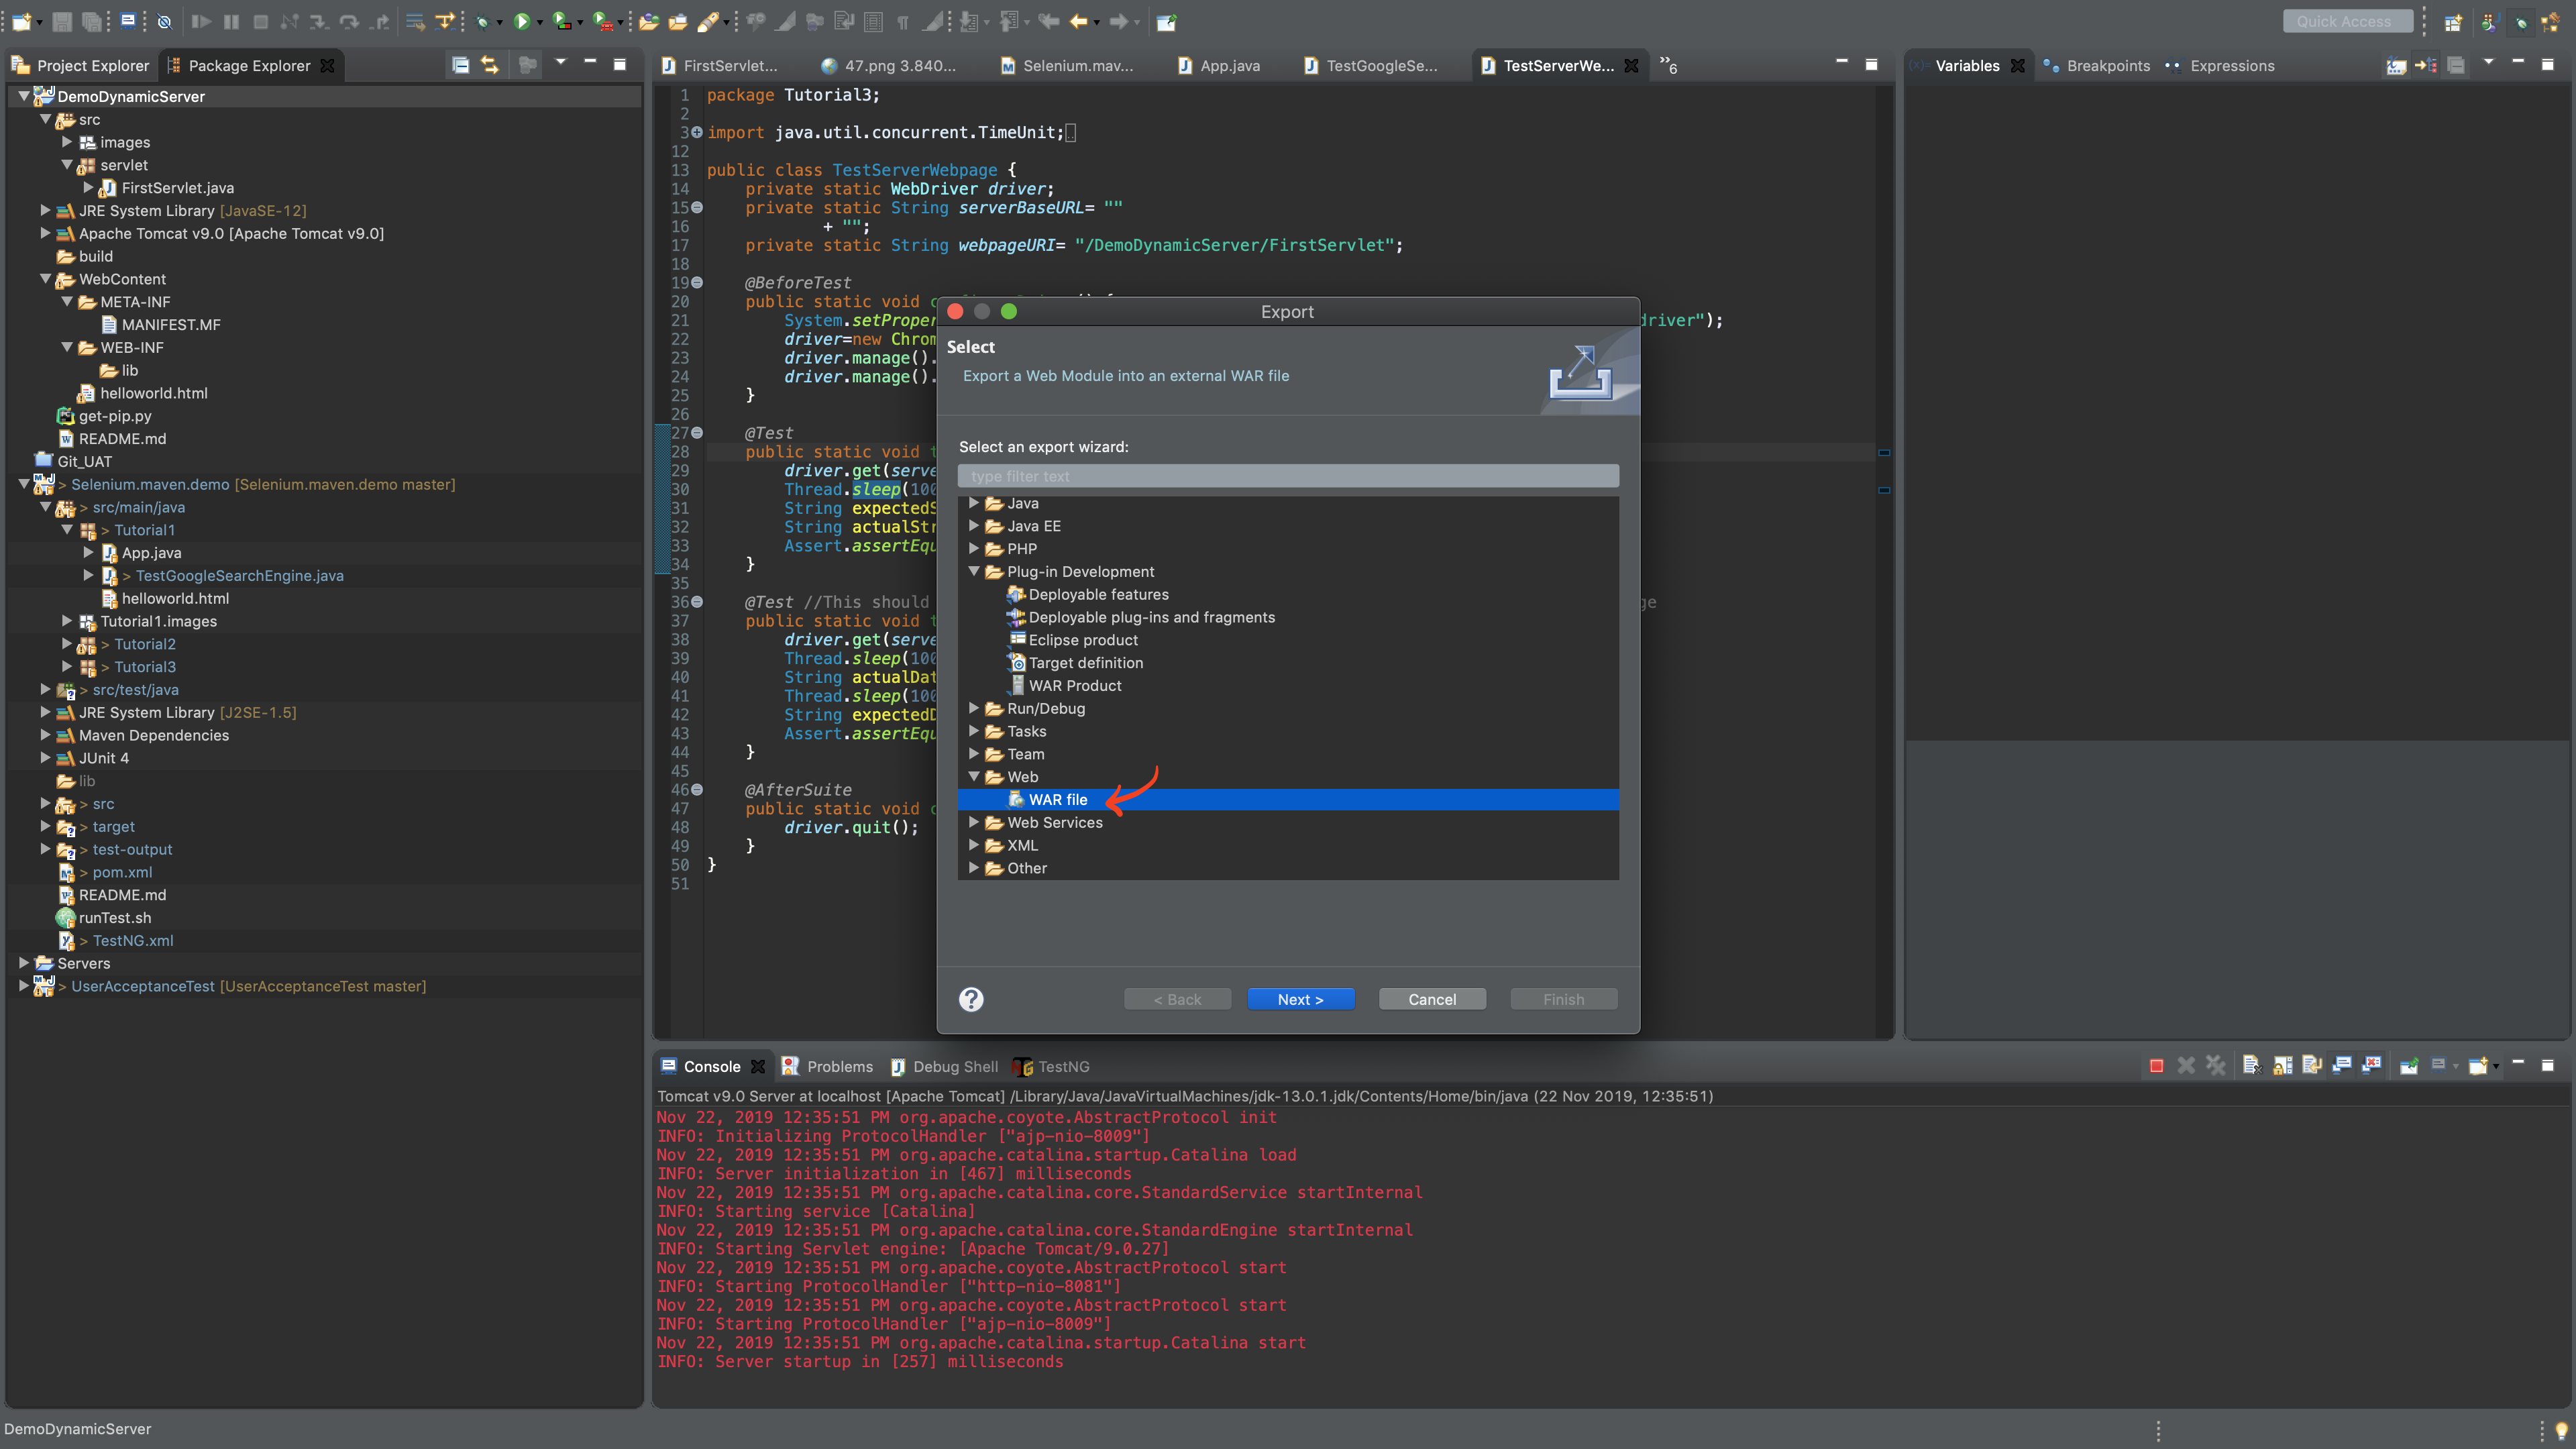 Quick Access
Project Explorer
Package Explorer
DemoDynamicServer
src
images
servlet
FirstServlet.java
JRE System Library [JavaSE-12]
Apache Tomcat v9.0 [Apache Tomcat v9.0]
build
WebContent
META-INF
MANIFEST.MF
WEB-INF
lib
helloworld.html
get-pip.py
README.md
Git_UAT
> Selenium.maven.demo [Selenium.maven.demo master]
> src/main/java
> Tutorial1
App.java
> TestGoogleSearchEngine.java
helloworld.html
Tutorial1.images
> Tutorial2
> Tutorial3
> src/test/java
JRE System Library [J2SE-1.5]
Maven Dependencies
JUnit 4
lib
> src
> target
> test-output
> pom.xml
README.md
runTest.sh
> TestNG.xml
Servers
> UserAcceptanceTest [UserAcceptanceTest master]
FirstServlet...
47.png 3.840...
Selenium.mav...
App.java
TestGoogleSe...
TestServerWe...
»6
1 package Tutorial3;
2
3 import java.util.concurrent.TimeUnit;
12
13 public class TestServerWebpage {
14 private static WebDriver driver;
15 private static String serverBaseURL= ""
16 + "";
17 private static String webpageURI= "/DemoDynamicServer/FirstServlet";
18
19 @BeforeTest
20 public static void c
21 System.setProper driver");
22 driver=new Chrom
23 driver.manage().
24 driver.manage().
25 }
26
27 @Test
28 public static void t
29 driver.get(serve
30 Thread.sleep(100
31 String expectedS
32 String actualStr
33 Assert.assertEqu
34 }
35
36 @Test //This should ge
37 public static void t
38 driver.get(serve
39 Thread.sleep(100
40 String actualDat
41 Thread.sleep(100
42 String expectedD
43 Assert.assertEqu
44 }
45
46 @AfterSuite
47 public static void c
48 driver.quit();
49 }
50 }
51
Export
Select
Export a Web Module into an external WAR file
Select an export wizard:
type filter text
Java
Java EE
PHP
Plug-in Development
Deployable features
Deployable plug-ins and fragments
Eclipse product
Target definition
WAR Product
Run/Debug
Tasks
Team
Web
WAR file
Web Services
XML
Other
?
< Back
Next >
Cancel
Finish
Variables
Breakpoints
Expressions
Console
Problems
Debug Shell
TestNG
Tomcat v9.0 Server at localhost [Apache Tomcat] /Library/Java/JavaVirtualMachines/jdk-13.0.1.jdk/Contents/Home/bin/java (22 Nov 2019, 12:35:51)
Nov 22, 2019 12:35:51 PM org.apache.coyote.AbstractProtocol init
INFO: Initializing ProtocolHandler ["ajp-nio-8009"]
Nov 22, 2019 12:35:51 PM org.apache.catalina.startup.Catalina load
INFO: Server initialization in [467] milliseconds
Nov 22, 2019 12:35:51 PM org.apache.catalina.core.StandardService startInternal
INFO: Starting service [Catalina]
Nov 22, 2019 12:35:51 PM org.apache.catalina.core.StandardEngine startInternal
INFO: Starting Servlet engine: [Apache Tomcat/9.0.27]
Nov 22, 2019 12:35:51 PM org.apache.coyote.AbstractProtocol start
INFO: Starting ProtocolHandler ["http-nio-8081"]
Nov 22, 2019 12:35:51 PM org.apache.coyote.AbstractProtocol start
INFO: Starting ProtocolHandler ["ajp-nio-8009"]
Nov 22, 2019 12:35:51 PM org.apache.catalina.startup.Catalina start
INFO: Server startup in [257] milliseconds
DemoDynamicServer